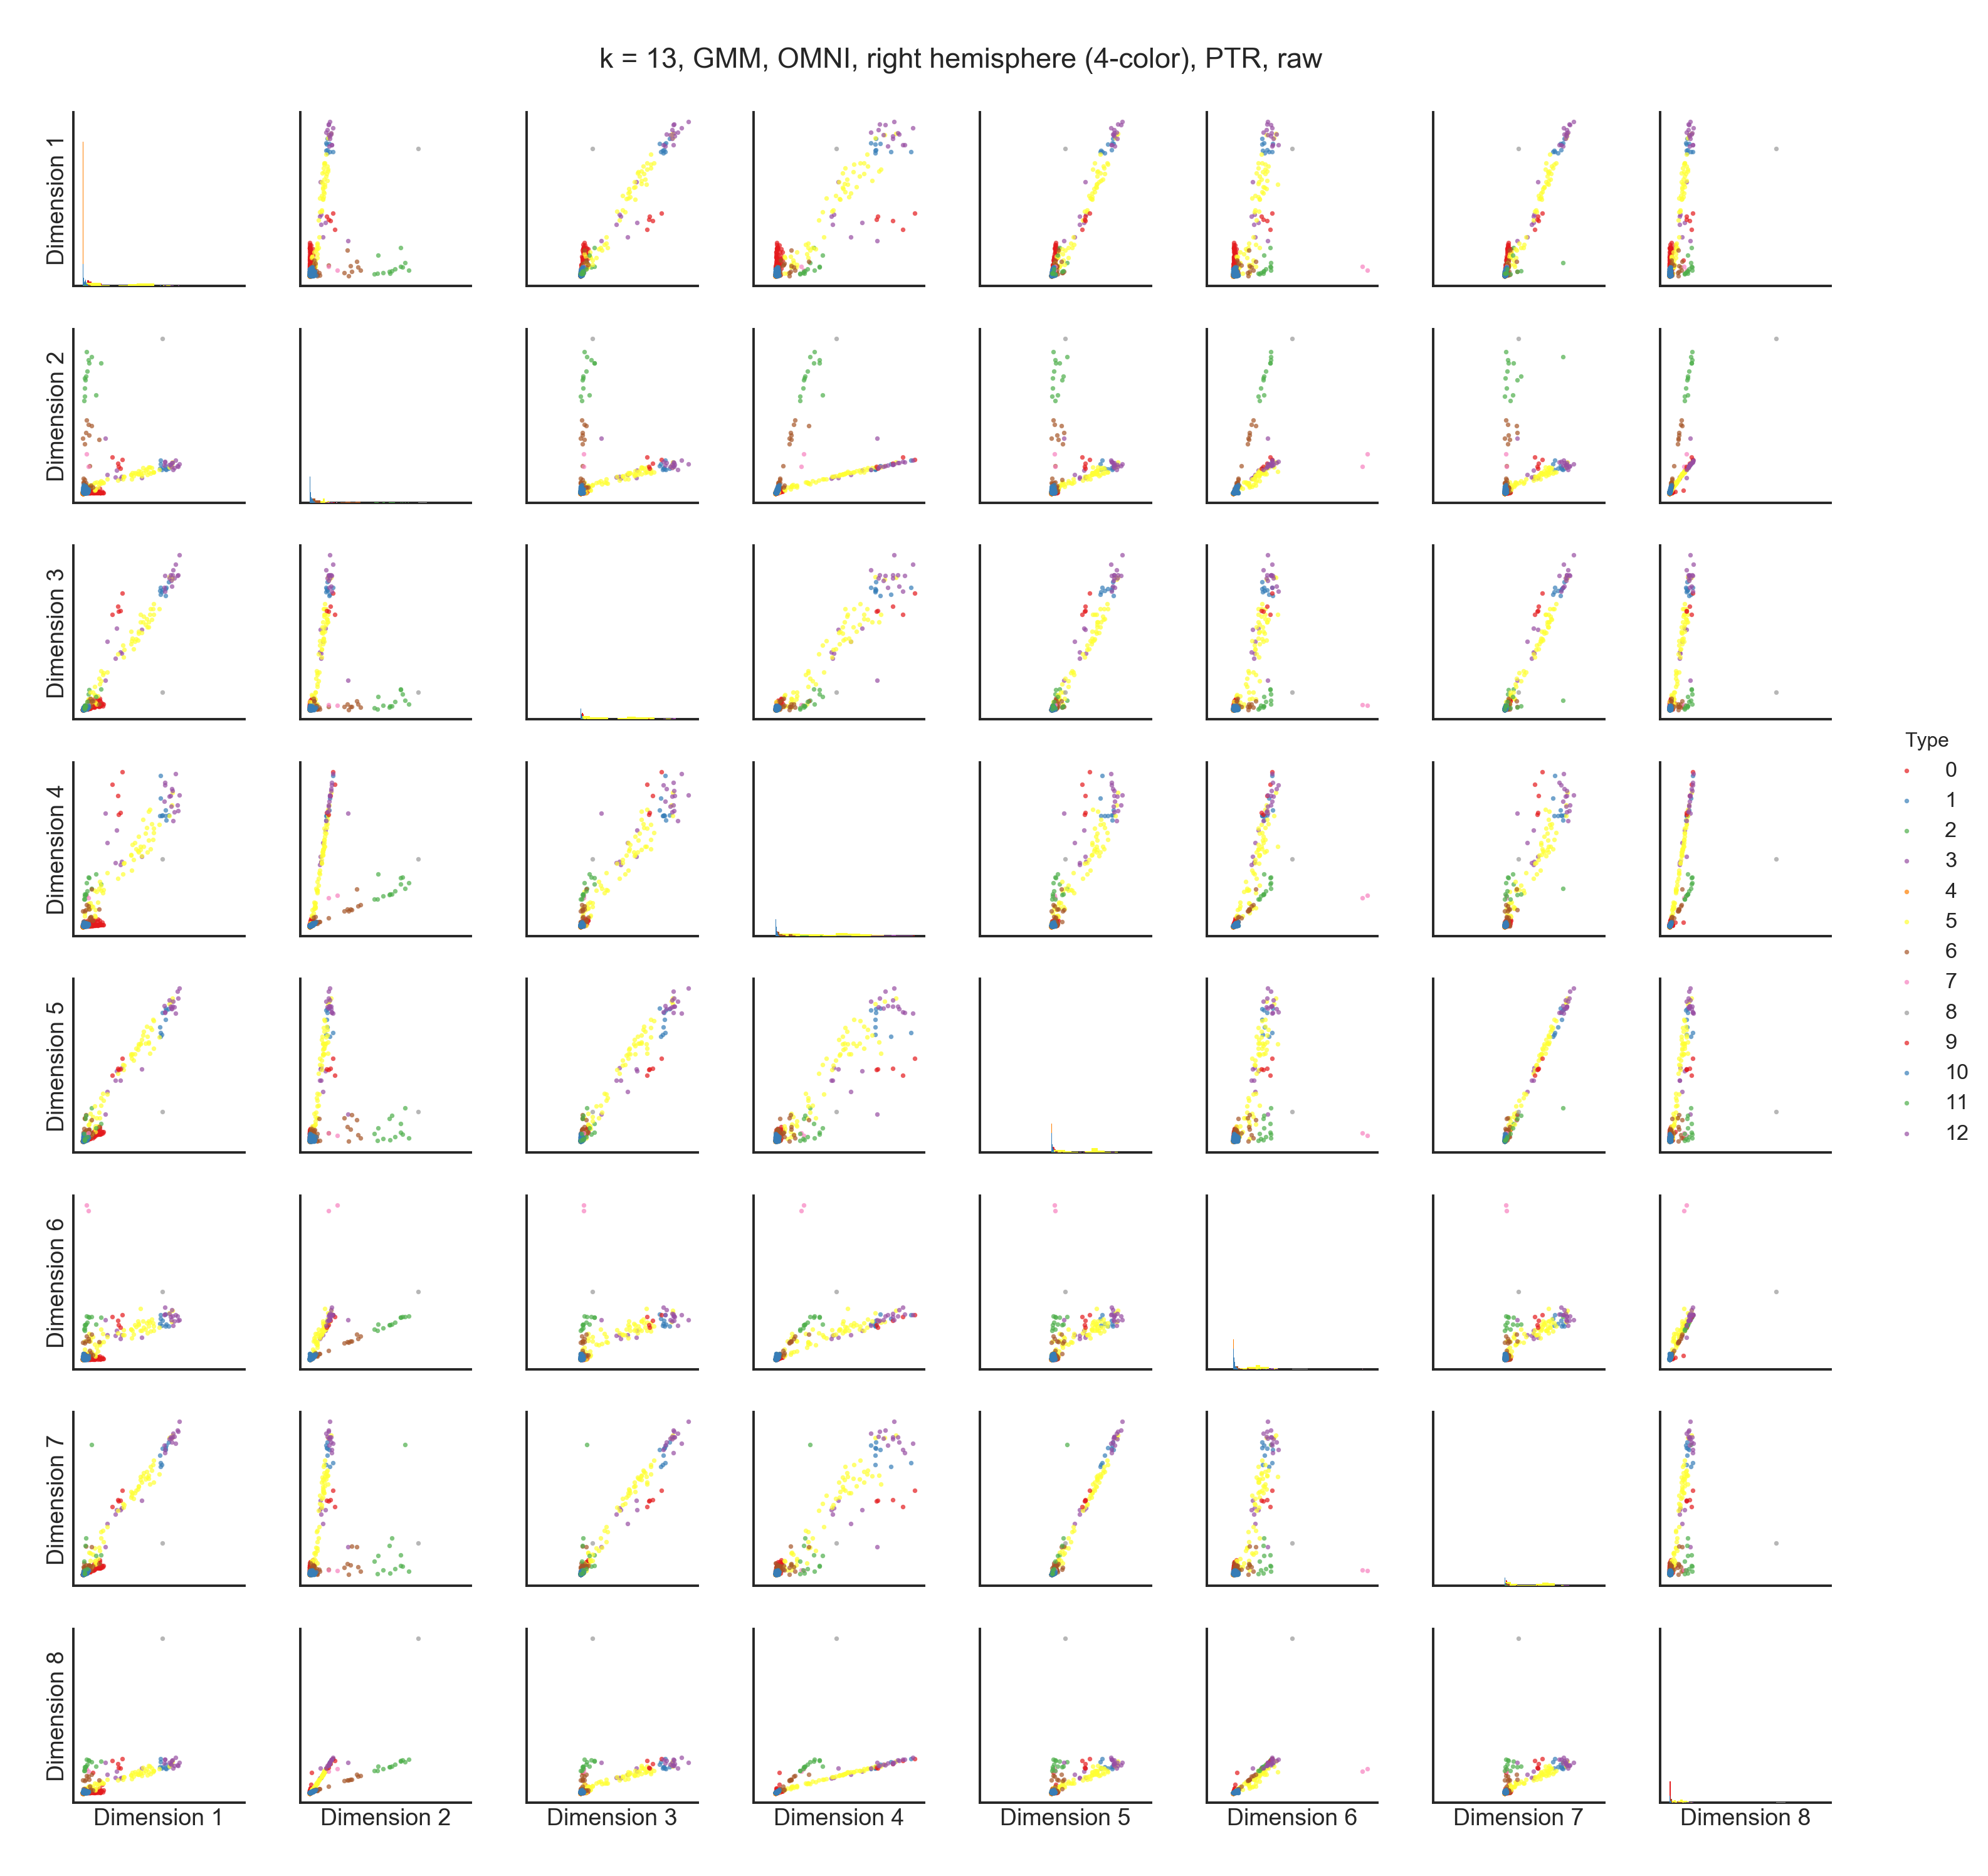 k = 13, GMM, OMNI, right hemisphere (4-color), PTR, raw
Dimension 1
Dimension 2
Dimension 3
Dimension 4
Dimension 5
Dimension 6
Dimension 7
Dimension 8
Type
0
1
2
3
4
5
6
7
8
9
10
11
12
Dimension 1
Dimension 2
Dimension 3
Dimension 4
Dimension 5
Dimension 6
Dimension 7
Dimension 8